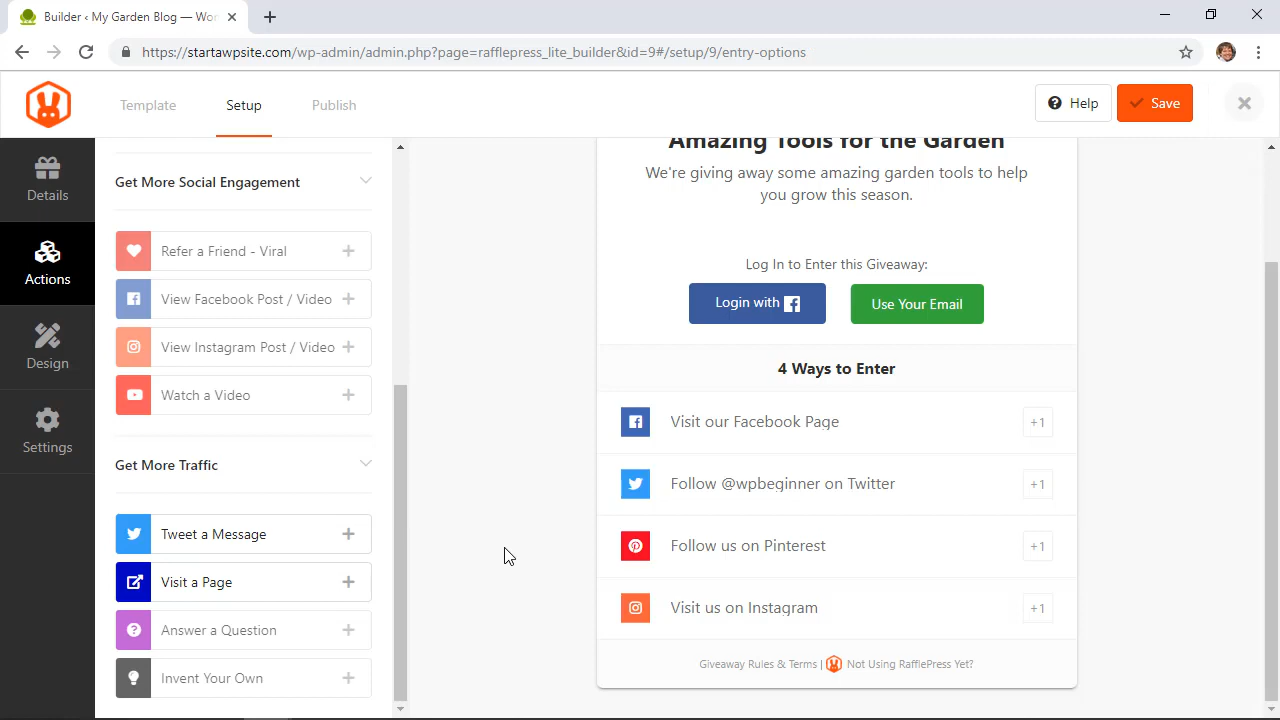 Builder ‹ My Garden Blog — Wor
https://startawpsite.com/wp-admin/admin.php?page=rafflepress_lite_builder&id=9#/setup/9/entry-options
Template
Setup
Publish
Help
Save
Details
Actions
Design
Settings
Get More Social Engagement
Refer a Friend - Viral
View Facebook Post / Video
View Instagram Post / Video
Watch a Video
Get More Traffic
Tweet a Message
Visit a Page
Answer a Question
Invent Your Own
Amazing Tools for the Garden
We're giving away some amazing garden tools to help
you grow this season.
Log In to Enter this Giveaway:
Login with
Use Your Email
4 Ways to Enter
Visit our Facebook Page
+1
Follow @wpbeginner on Twitter
+1
Follow us on Pinterest
+1
Visit us on Instagram
+1
Giveaway Rules & Terms | Not Using RafflePress Yet?